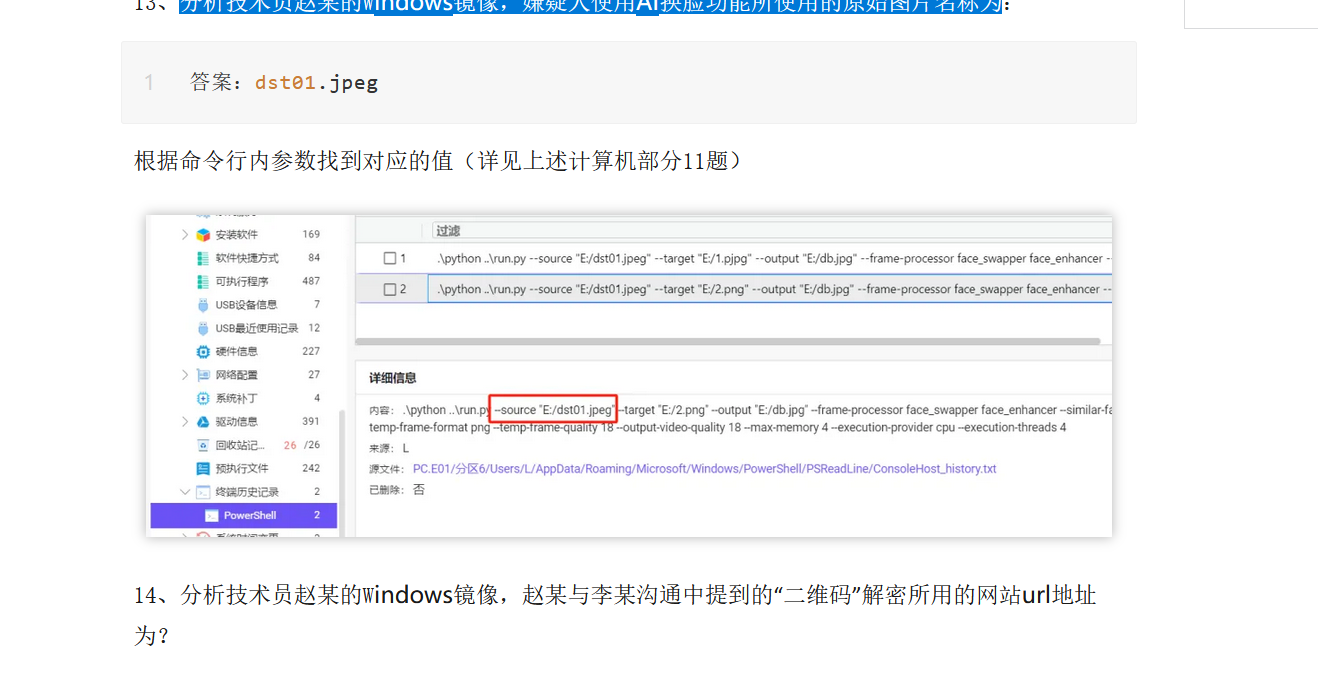 13、分析技术员赵某的Windows镜像，嫌疑人使用AI换脸功能所使用的原始图片名称为：
1 答案：dst01.jpeg
根据命令行内参数找到对应的值（详见上述计算机部分11题）
安装软件 169
软件快捷方式 84
可执行程序 487
USB设备信息 7
USB最近使用记录 12
硬件信息 227
网络配置 27
系统补丁 4
驱动信息 391
回收站记... 26 /26
预执行文件 242
终端历史记录 2
PowerShell 2
过滤
1 .\python ..\run.py --source "E:/dst01.jpeg" --target "E:/1.pjpg" --output "E:/db.jpg" --frame-processor face_swapper face_enhancer --
2 .\python ..\run.py --source "E:/dst01.jpeg" --target "E:/2.png" --output "E:/db.jpg" --frame-processor face_swapper face_enhancer --
详细信息
内容： .\python ..\run.py --source "E:/dst01.jpeg" --target "E:/2.png" --output "E:/db.jpg" --frame-processor face_swapper face_enhancer --similar-fa
temp-frame-format png --temp-frame-quality 18 --output-video-quality 18 --max-memory 4 --execution-provider cpu --execution-threads 4
来源： L
源文件： PC.E01/分区6/Users/L/AppData/Roaming/Microsoft/Windows/PowerShell/PSReadLine/ConsoleHost_history.txt
已删除： 否
14、分析技术员赵某的Windows镜像，赵某与李某沟通中提到的“二维码”解密所用的网站url地址
为？